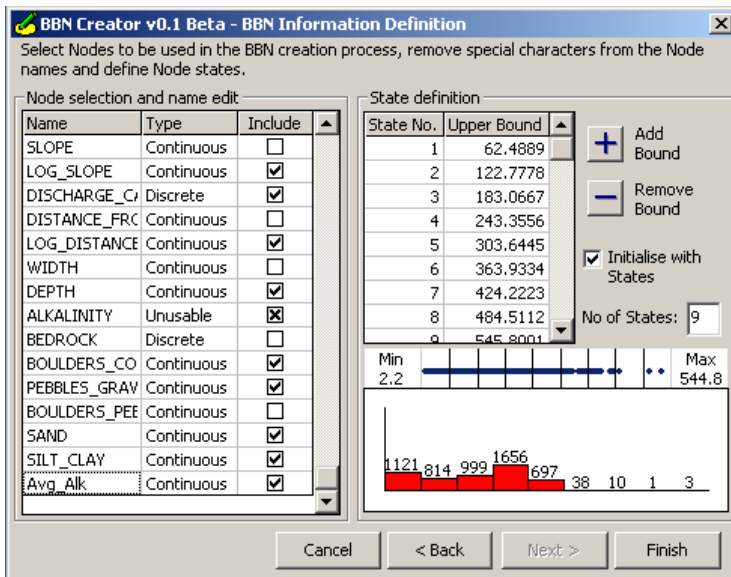 BBN Creator v0.1 Beta - BBN Information Definition
Select Nodes to be used in the BBN creation process, remove special characters from the Node
names and define Node states.
Node selection and name edit
Name Type Include
SLOPE Continuous
LOG_SLOPE Continuous
DISCHARGE_CA Discrete
DISTANCE_FRO Continuous
LOG_DISTANCE Continuous
WIDTH Continuous
DEPTH Continuous
ALKALINITY Unusable
BEDROCK Discrete
BOULDERS_CO Continuous
PEBBLES_GRAV Continuous
BOULDERS_PEE Continuous
SAND Continuous
SILT_CLAY Continuous
Avg_Alk Continuous
State definition
State No. Upper Bound
1 62.4889
2 122.7778
3 183.0667
4 243.3556
5 303.6445
6 363.9334
7 424.2223
8 484.5112
9 545.8001
Add
Bound
Remove
Bound
Initialise with
States
No of States: 9
Min
2.2
Max
544.8
1121 814 999 1656 697 38 10 1 3
Cancel < Back Next > Finish